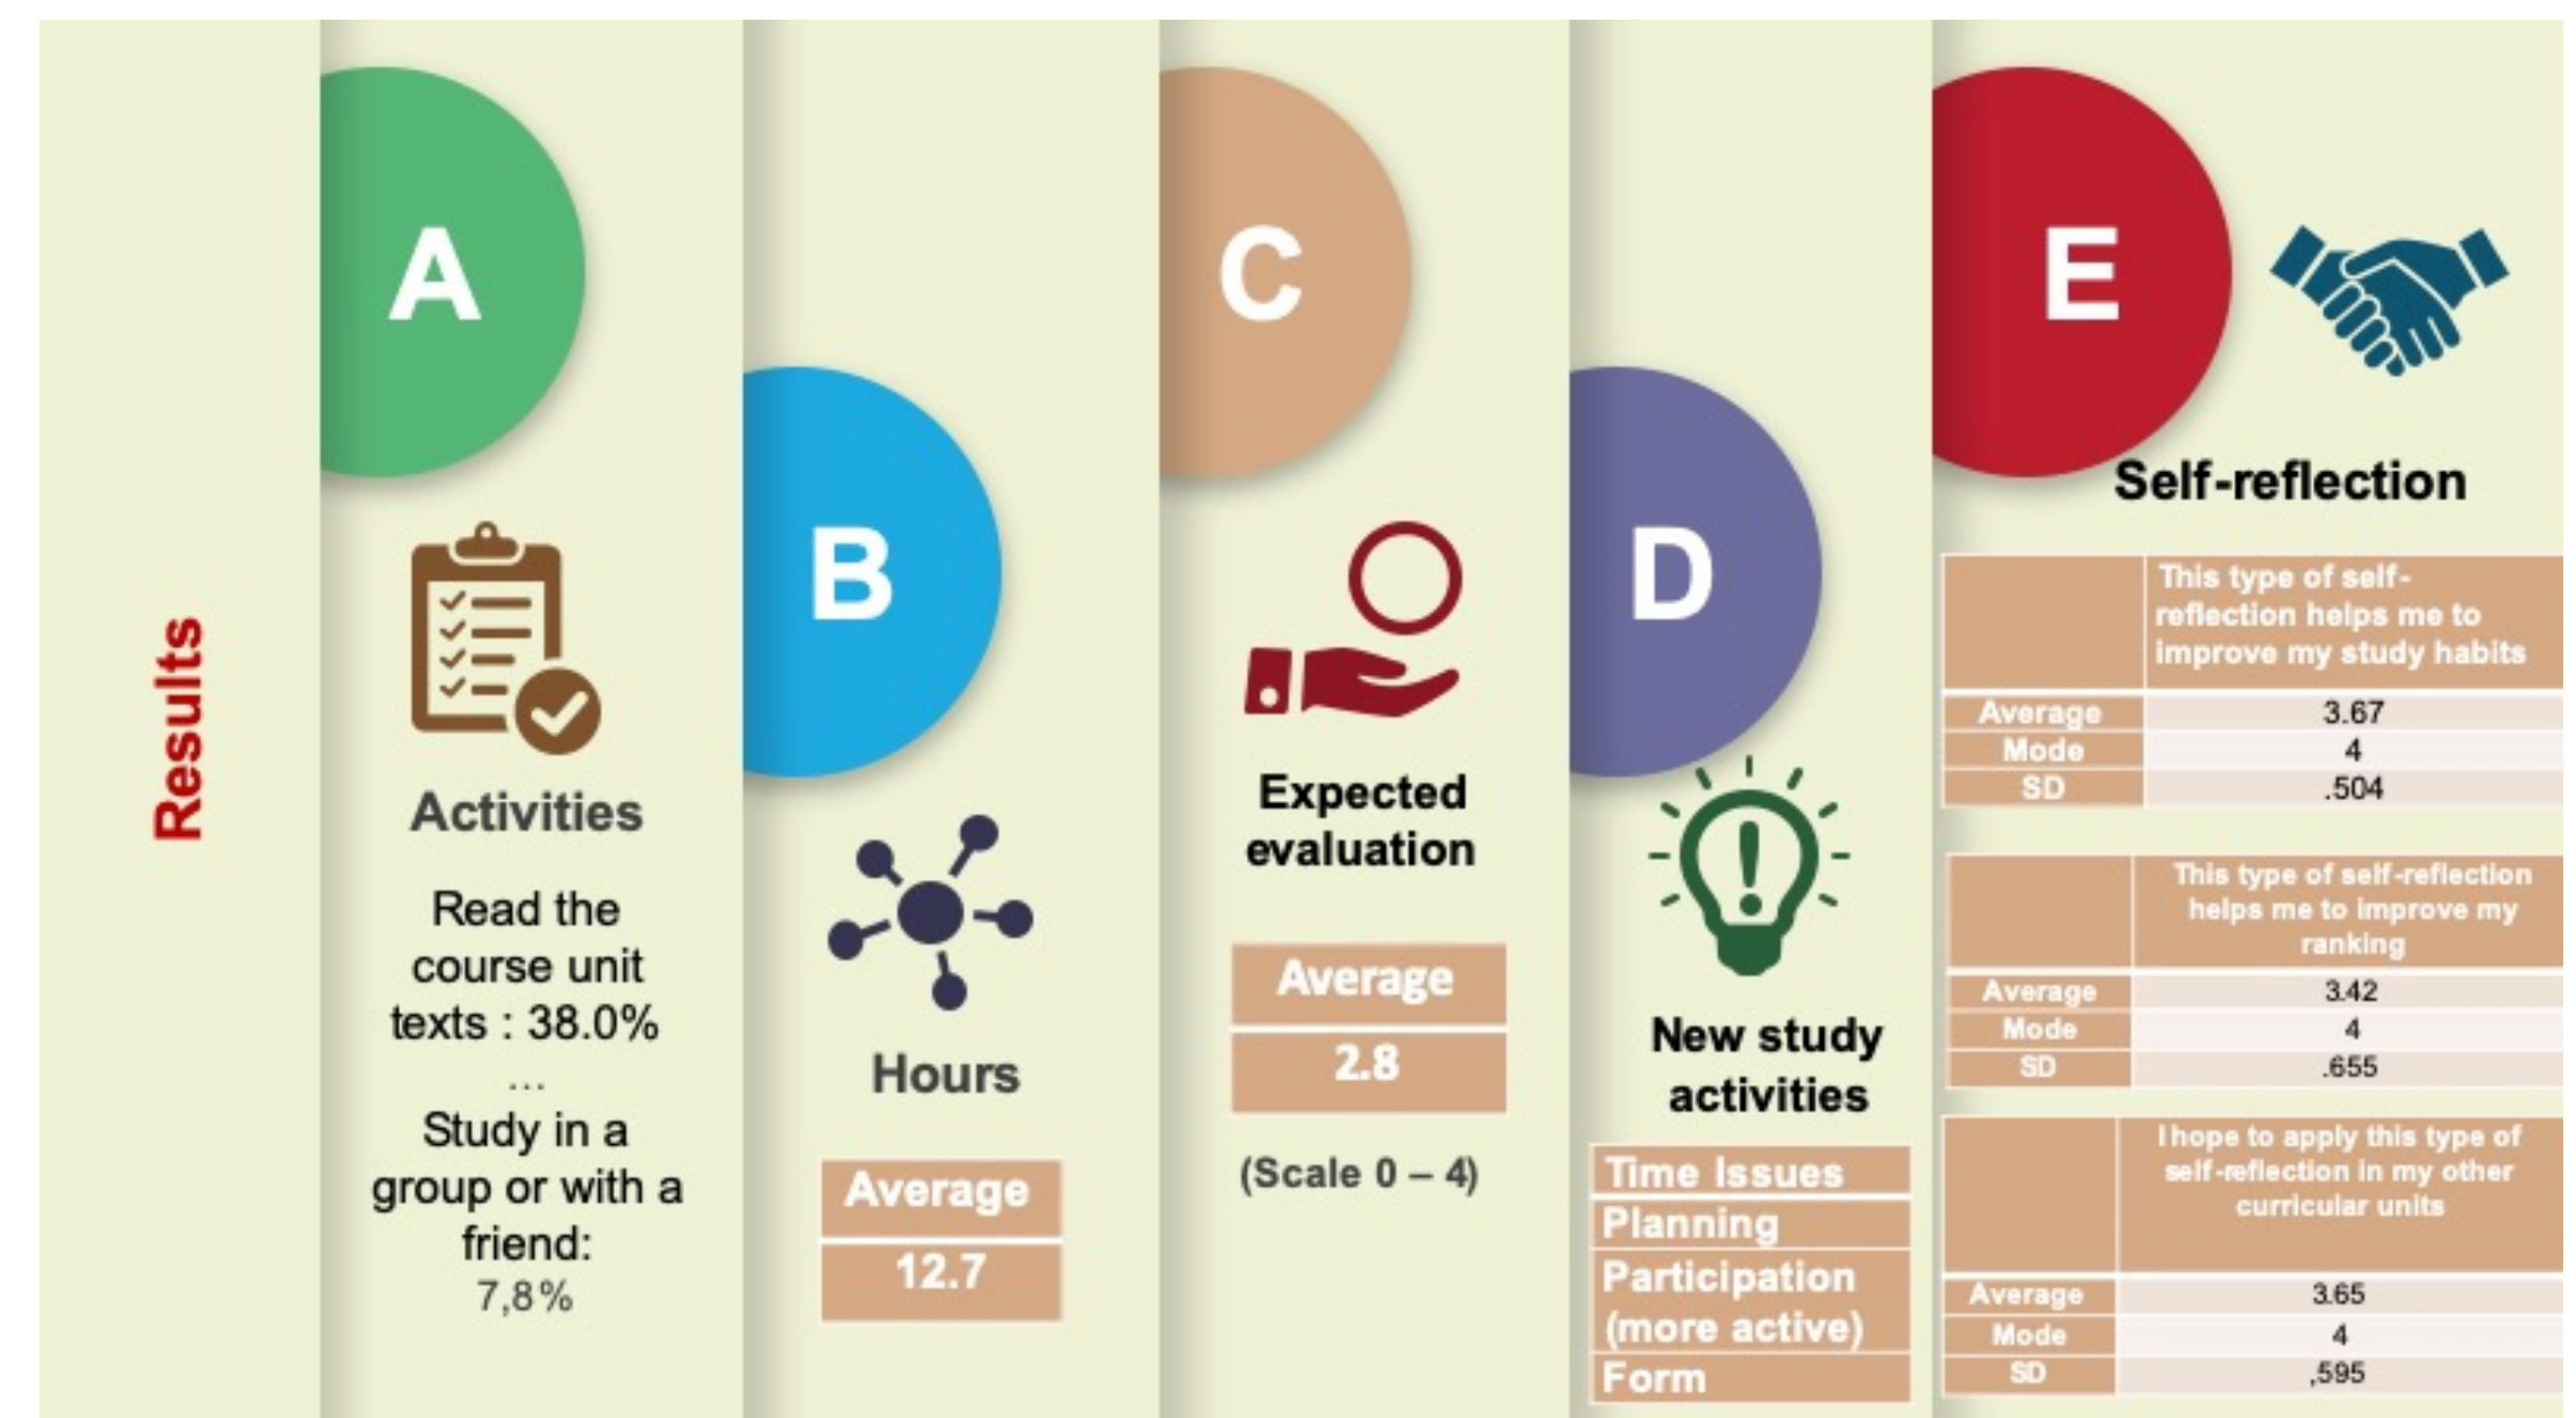 Results
A
Activities
Read the
course unit
texts : 38.0%
...
Study in a
group or with a
friend:
7,8%
B
Hours
Average
12.7
C
Expected
evaluation
Average
2.8
(Scale 0 – 4)
D
New study
activities
Time Issues
Planning
Participation
(more active)
Form
E
Self-reflection
This type of self-
reflection helps me to
improve my study habits
Average 3.67
Mode 4
SD .504
This type of self-reflection
helps me to improve my
ranking
Average 3.42
Mode 4
SD .655
I hope to apply this type of
self-reflection in my other
curricular units
Average 3.65
Mode 4
SD ,595